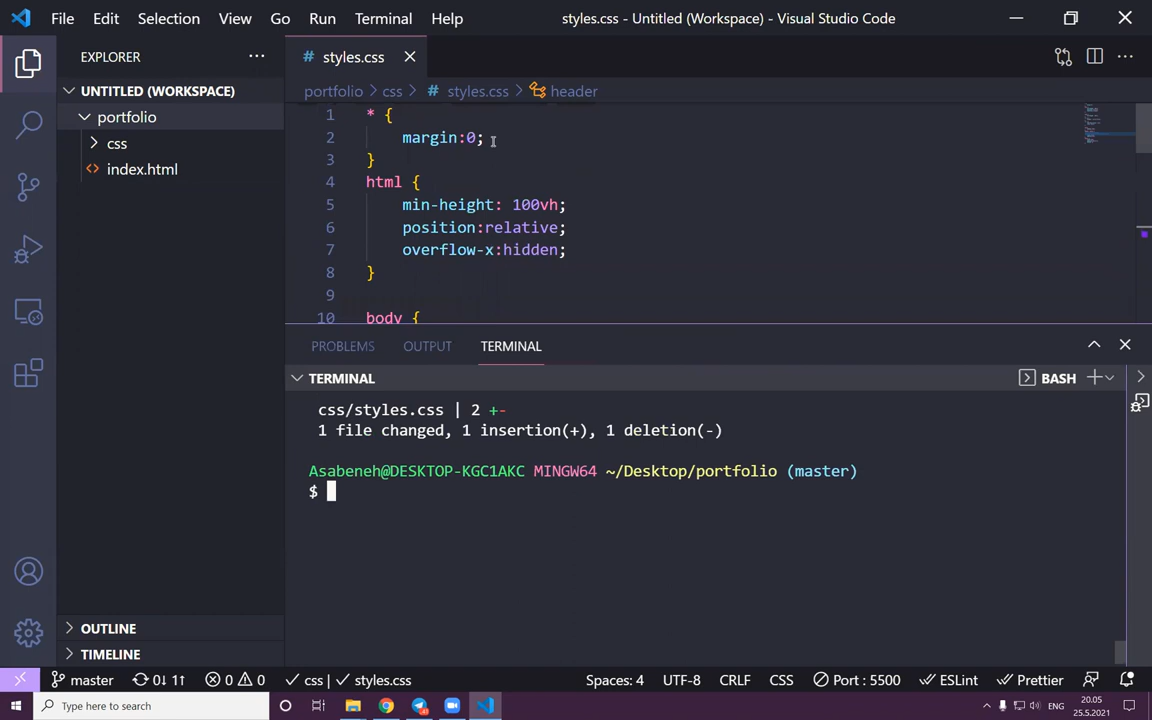 File Edit Selection View Go Run Terminal Help
styles.css - Untitled (Workspace) - Visual Studio Code
EXPLORER
UNTITLED (WORKSPACE)
portfolio
css
index.html
OUTLINE
TIMELINE
# styles.css
portfolio > css > # styles.css > header
1 * {
2 margin:0;
3 }
4 html {
5 min-height: 100vh;
6 position:relative;
7 overflow-x:hidden;
8 }
9
10 body {
PROBLEMS OUTPUT TERMINAL
TERMINAL
BASH
css/styles.css | 2 +-
1 file changed, 1 insertion(+), 1 deletion(-)
Asabeneh@DESKTOP-KGC1AKC MINGW64 ~/Desktop/portfolio (master)
$
master 0↓ 1↑ 0 0 css | styles.css Spaces: 4 UTF-8 CRLF CSS Port : 5500 ESLint Prettier
Type here to search
ENG
20.05
25.5.2021